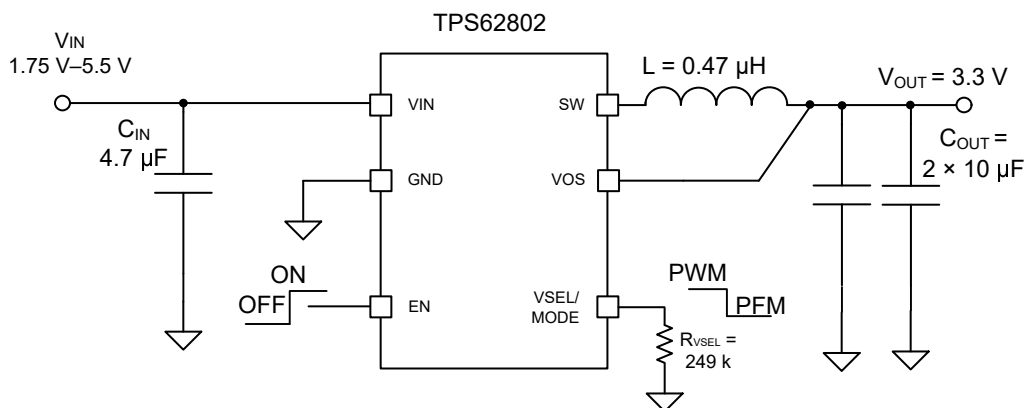 TPS62802
VIN
1.75 V–5.5 V
L = 0.47 µH
VOUT = 3.3 V
VIN
SW
CIN
4.7 µF
COUT =
2 × 10 µF
GND
VOS
ON
OFF
EN
VSEL/
MODE
PWM
PFM
RVSEL =
249 k